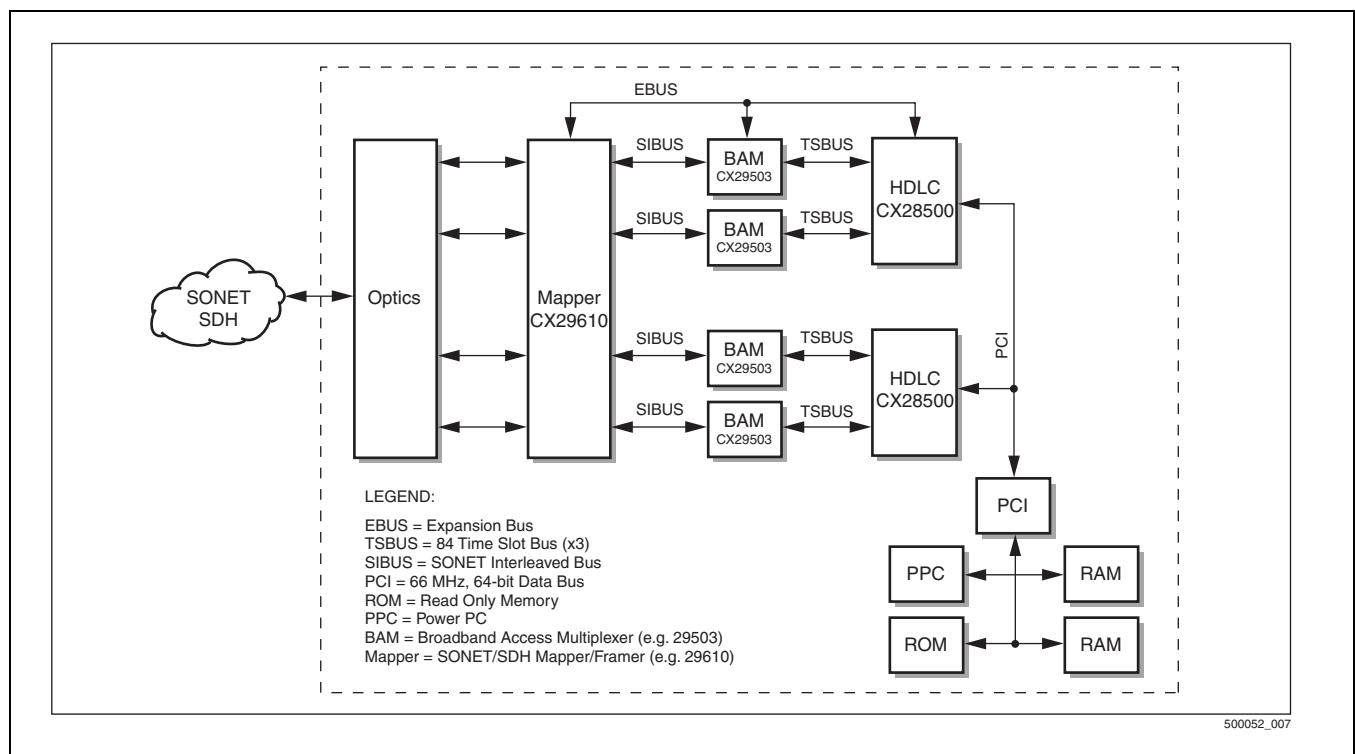 EBUS
SIBUS
BAM
CX29503
TSBUS
HDLC
CX28500
SIBUS
BAM
CX29503
TSBUS
SONET
SDH
Optics
Mapper
CX29610
SIBUS
BAM
CX29503
TSBUS
HDLC
CX28500
PCI
SIBUS
BAM
CX29503
TSBUS
PCI
PPC
RAM
ROM
RAM
LEGEND:
EBUS = Expansion Bus
TSBUS = 84 Time Slot Bus (x3)
SIBUS = SONET Interleaved Bus
PCI = 66 MHz, 64-bit Data Bus
ROM = Read Only Memory
PPC = Power PC
BAM = Broadband Access Multiplexer (e.g. 29503)
Mapper = SONET/SDH Mapper/Framer (e.g. 29610)
500052_007